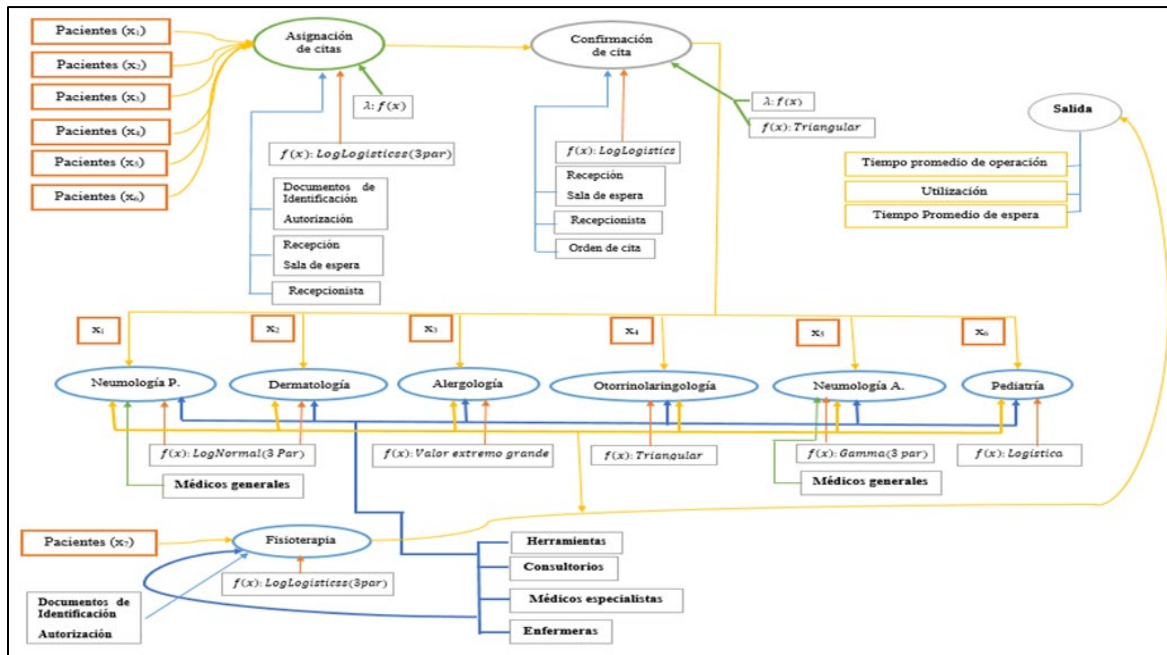 Pacientes (x₁)
Pacientes (x₂)
Pacientes (x₃)
Pacientes (x₄)
Pacientes (x₅)
Pacientes (x₆)
Asignación
de citas
λ: f(x)
f(x): LogLogisticss(3par)
Documentos de
Identificación
Autorización
Recepción
Sala de espera
Recepcionista
Confirmación
de cita
λ: f(x)
f(x): Triangular
f(x): LogLogistics
Recepción
Sala de espera
Recepcionista
Orden de cita
Salida
Tiempo promedio de operación
Utilización
Tiempo Promedio de espera
x₁
x₂
x₃
x₄
x₅
x₆
Neumología P.
Dermatología
Alergología
Otorrinolaringología
Neumología A.
Pediatría
f(x): LogNormal(3 Par)
f(x): Valor extremo grande
f(x): Triangular
f(x): Gamma(3 par)
f(x): Logistica
Médicos generales
Médicos generales
Pacientes (x₇)
Fisioterapia
f(x): LogLogisticss(3par)
Documentos de
Identificación
Autorización
Herramientas
Consultorios
Médicos especialistas
Enfermeras